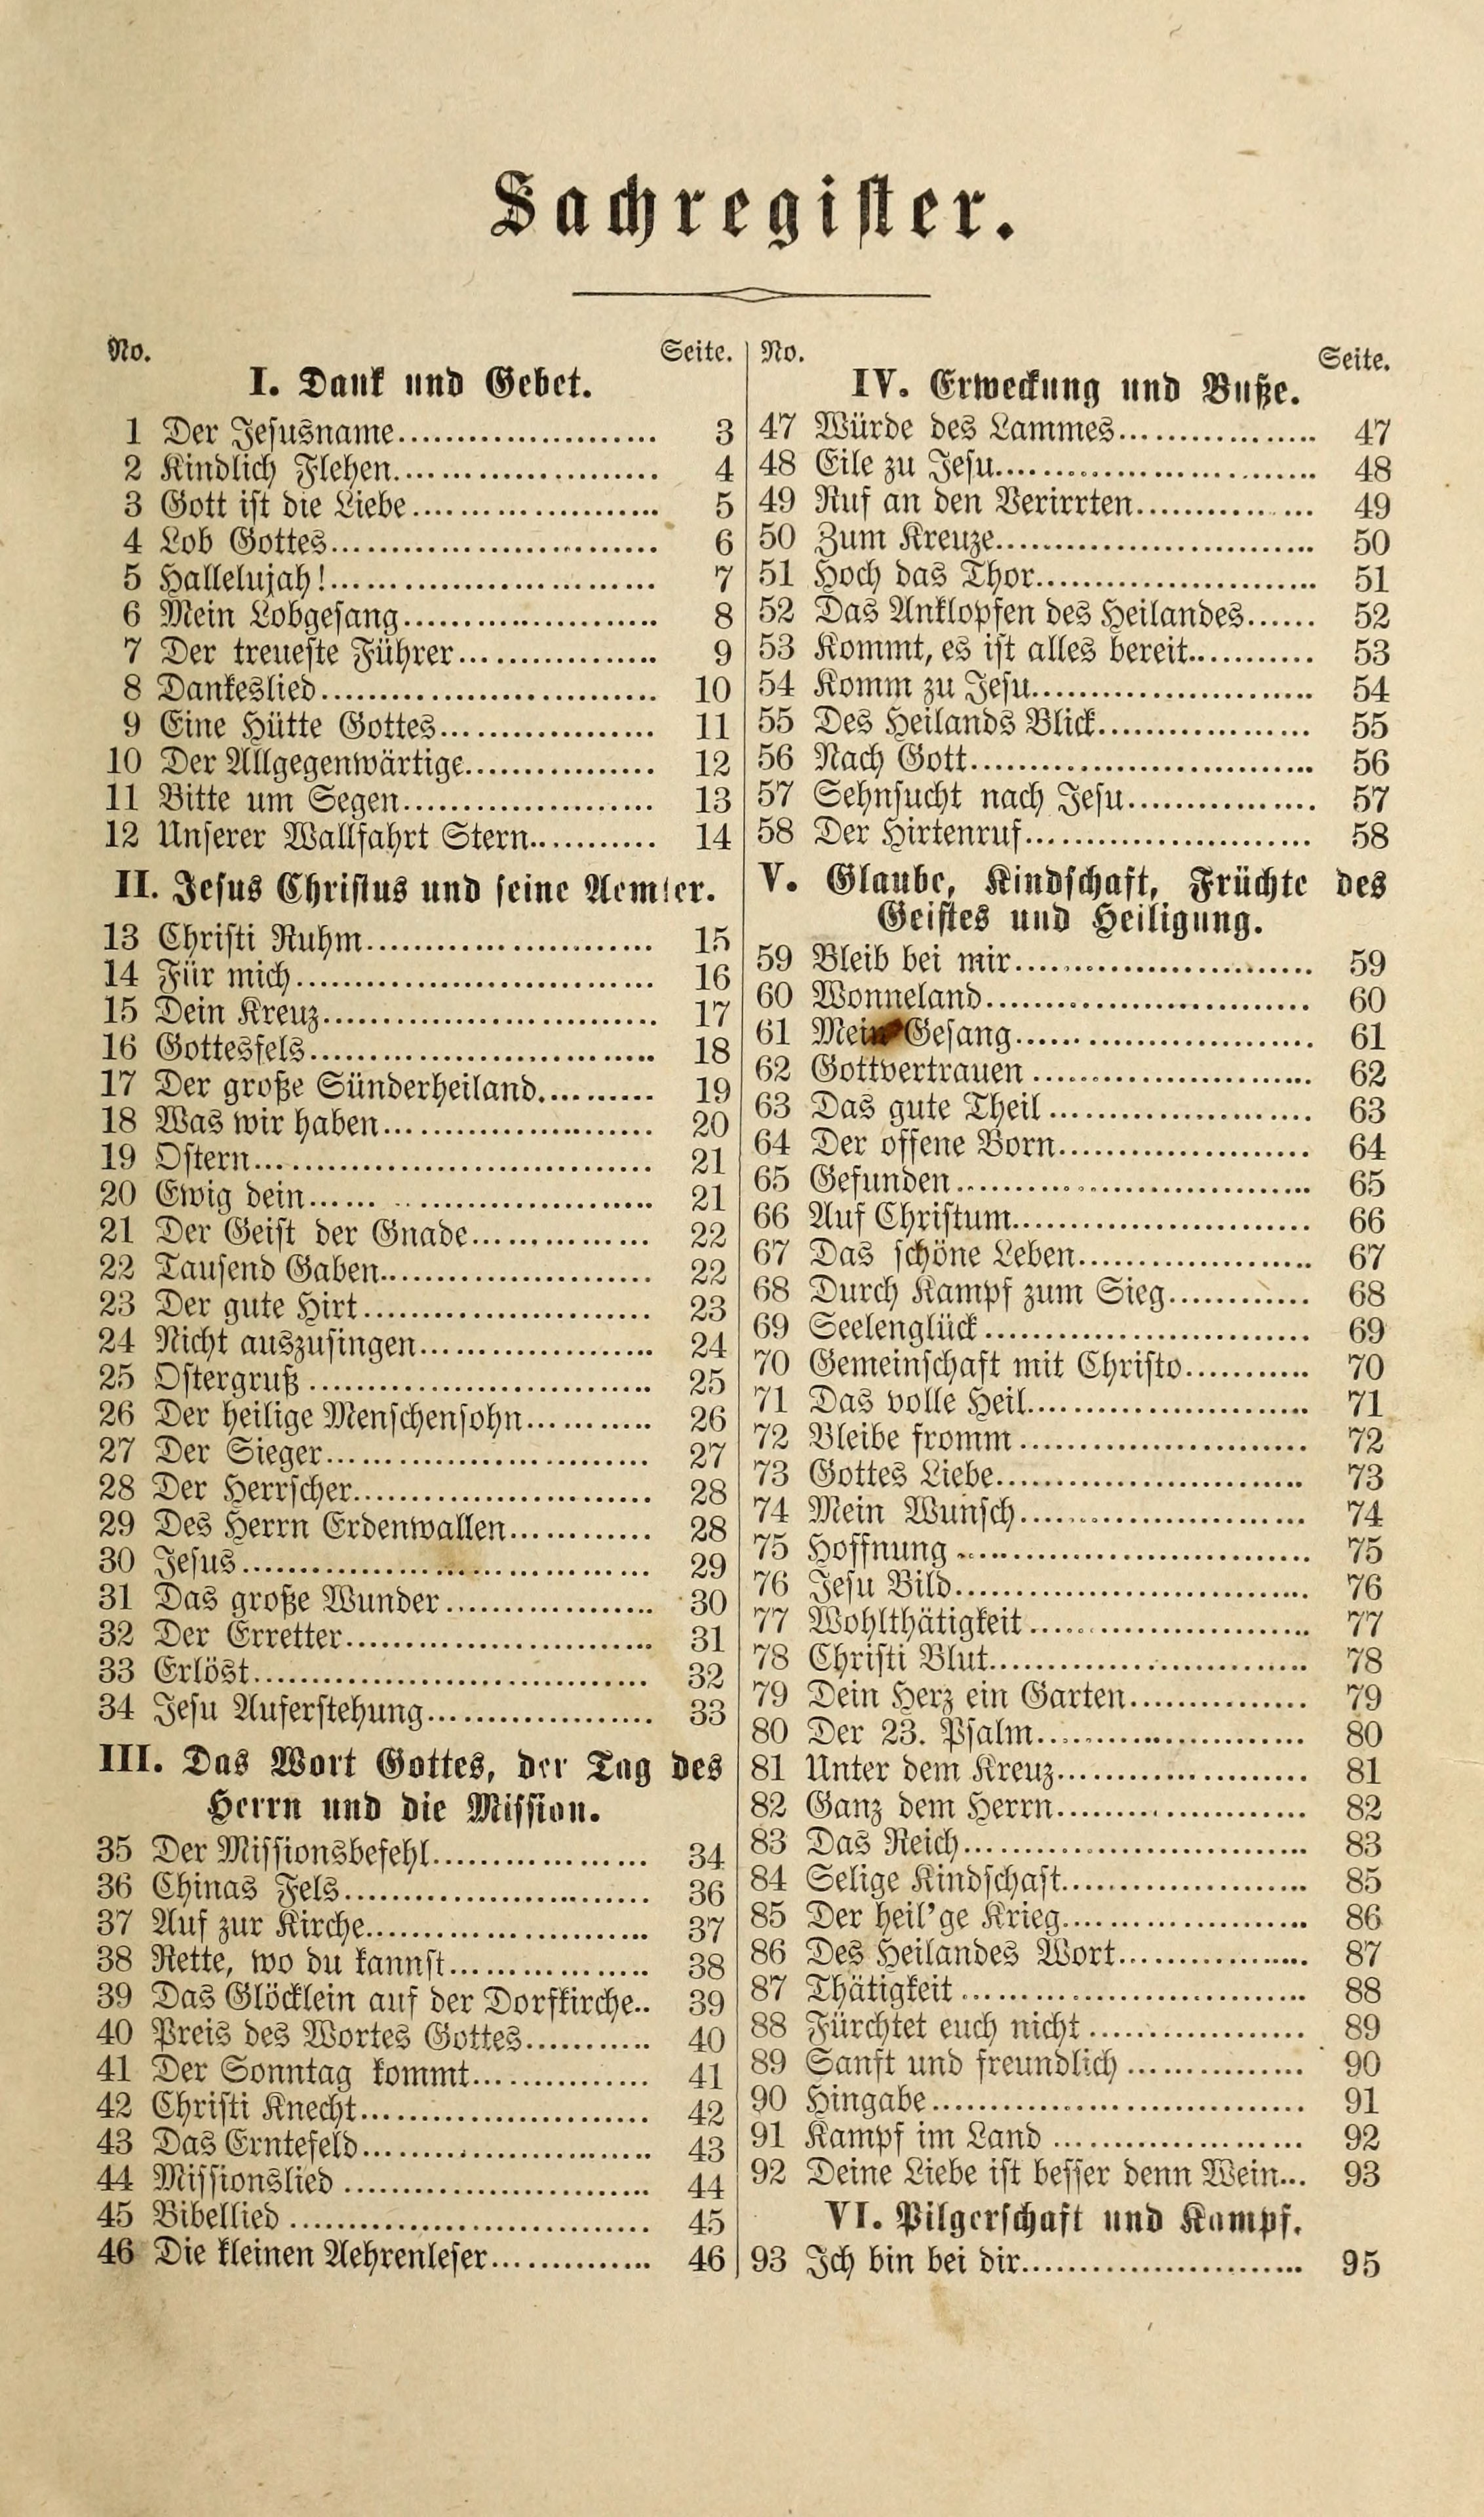 Sachregister.
No. Seite.
I. Dank und Gebet.
1 Der Jesusname........................ 3
2 Kindlich Flehen........................ 4
3 Gott ist die Liebe........................ 5
4 Lob Gottes........................ 6
5 Hallelujah!........................ 7
6 Mein Lobgesang........................ 8
7 Der treueste Führer................... 9
8 Dankeslied........................ 10
9 Eine Hütte Gottes................... 11
10 Der Allgegenwärtige................ 12
11 Bitte um Segen...................... 13
12 Unserer Wallfahrt Stern........... 14
II. Jesus Christus und seine Aemter.
13 Christi Ruhm........................ 15
14 Für mich........................ 16
15 Dein Kreuz........................ 17
16 Gottesfels........................ 18
17 Der große Sünderheiland.......... 19
18 Was wir haben...................... 20
19 Ostern........................ 21
20 Ewig dein........................ 21
21 Der Geist der Gnade............... 22
22 Tausend Gaben...................... 22
23 Der gute Hirt........................ 23
24 Nicht auszusingen.................... 24
25 Ostergruß........................ 25
26 Der heilige Menschensohn........... 26
27 Der Sieger........................ 27
28 Der Herrscher........................ 28
29 Des Herrn Erdenwallen............ 28
30 Jesus........................ 29
31 Das große Wunder.................. 30
32 Der Erretter........................ 31
33 Erlöst........................ 32
34 Jesu Auferstehung................... 33
III. Das Wort Gottes, der Tag des
Herrn und die Mission.
35 Der Missionsbefehl.................. 34
36 Chinas Fels........................ 36
37 Auf zur Kirche........................ 37
38 Rette, wo du kannst................ 38
39 Das Glöcklein auf der Dorfkirche.. 39
40 Preis des Wortes Gottes........... 40
41 Der Sonntag kommt............... 41
42 Christi Knecht........................ 42
43 Das Erntefeld........................ 43
44 Missionslied........................ 44
45 Bibellied........................ 45
46 Die kleinen Aehrenleser.............. 46
No. Seite.
IV. Erweckung und Buße.
47 Würde des Lammes................. 47
48 Eile zu Jesu........................ 48
49 Ruf an den Verirrten............... 49
50 Zum Kreuze........................ 50
51 Hoch das Thor........................ 51
52 Das Anklopfen des Heilandes...... 52
53 Kommt, es ist alles bereit........... 53
54 Komm zu Jesu........................ 54
55 Des Heilands Blick.................. 55
56 Nach Gott........................ 56
57 Sehnsucht nach Jesu................ 57
58 Der Hirtenruf........................ 58
V. Glaube, Kindschaft, Früchte des
Geistes und Heiligung.
59 Bleib bei mir........................ 59
60 Wonneland........................ 60
61 Mein Gesang........................ 61
62 Gottvertrauen........................ 62
63 Das gute Theil........................ 63
64 Der offene Born...................... 64
65 Gefunden........................ 65
66 Auf Christum........................ 66
67 Das schöne Leben.................... 67
68 Durch Kampf zum Sieg............ 68
69 Seelenglück........................ 69
70 Gemeinschaft mit Christo........... 70
71 Das volle Heil........................ 71
72 Bleibe fromm........................ 72
73 Gottes Liebe........................ 73
74 Mein Wunsch........................ 74
75 Hoffnung........................ 75
76 Jesu Bild........................ 76
77 Wohlthätigkeit........................ 77
78 Christi Blut........................ 78
79 Dein Herz ein Garten............... 79
80 Der 23. Psalm........................ 80
81 Unter dem Kreuz..................... 81
82 Ganz dem Herrn..................... 82
83 Das Reich........................ 83
84 Selige Kindschaft..................... 85
85 Der heil’ge Krieg..................... 86
86 Des Heilandes Wort................. 87
87 Thätigkeit........................ 88
88 Fürchtet euch nicht................... 89
89 Sanft und freundlich............... 90
90 Hingabe........................ 91
91 Kampf im Land ..................... 92
92 Deine Liebe ist besser denn Wein... 93
VI. Pilgerschaft und Kampf.
93 Ich bin bei dir........................ 95